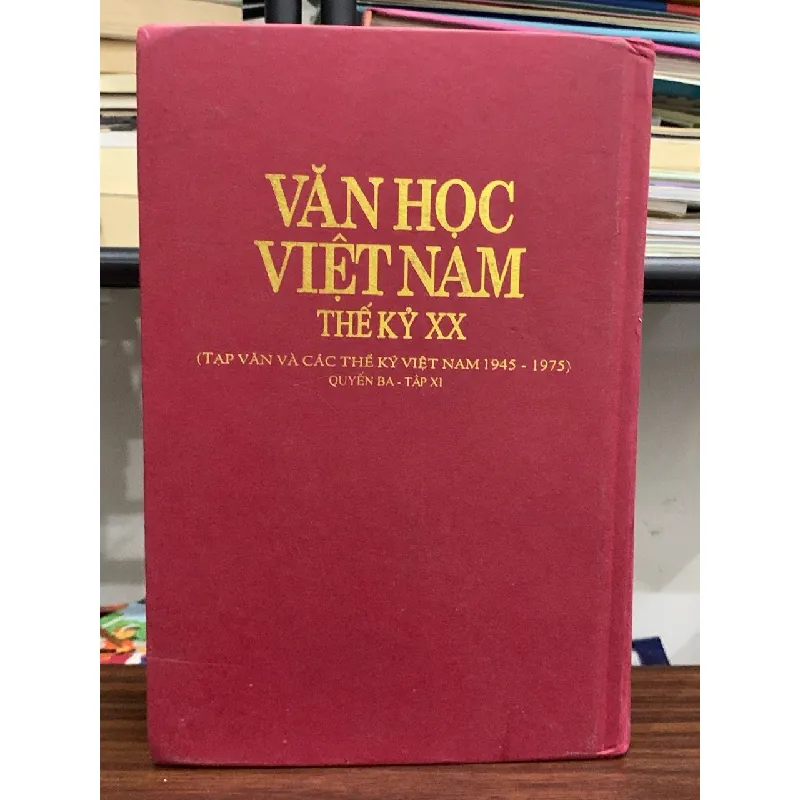 VĂN HỌC
VIỆT NAM
THẾ KỶ XX
(TẠP VĂN VÀ CÁC THỂ KÝ VIỆT NAM 1945 - 1975)
QUYỂN BA - TẬP XI